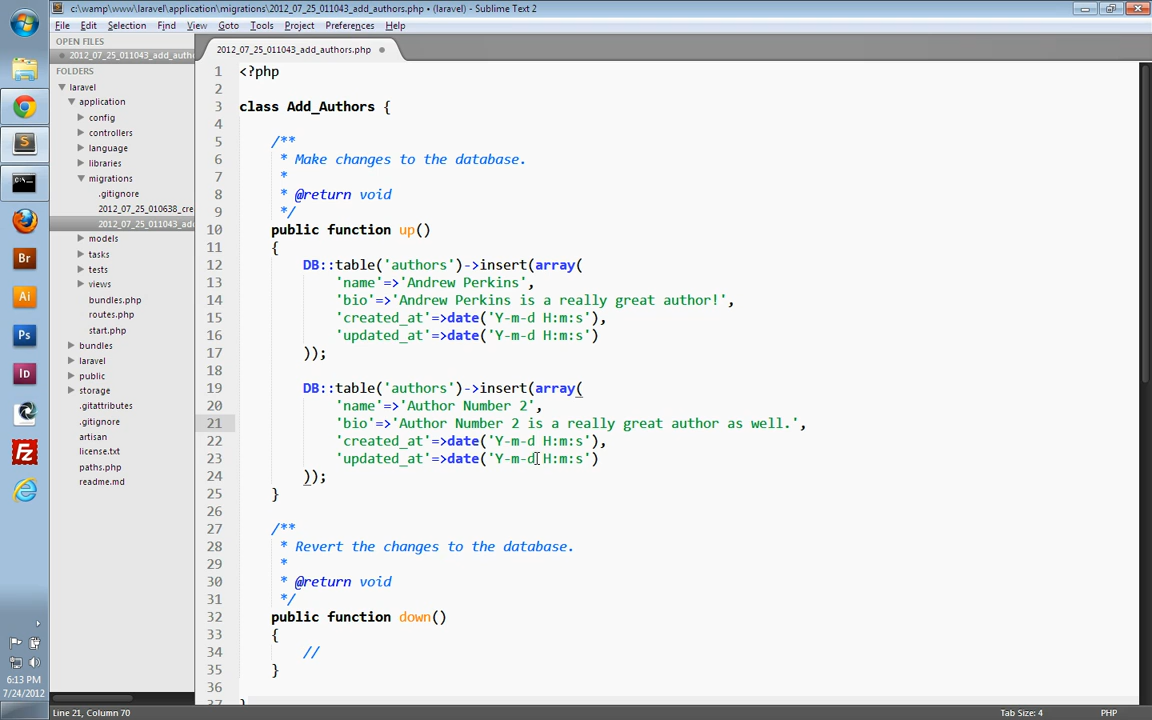 c:\wamp\www\laravel\application\migrations\2012_07_25_011043_add_authors.php • (laravel) - Sublime Text 2
File Edit Selection Find View Goto Tools Project Preferences Help
OPEN FILES
2012_07_25_011043_add_autho
FOLDERS
laravel
application
config
controllers
language
libraries
migrations
.gitignore
2012_07_25_010638_cre
2012_07_25_011043_ad
models
tasks
tests
views
bundles.php
routes.php
start.php
bundles
laravel
public
storage
.gitattributes
.gitignore
artisan
license.txt
paths.php
readme.md
2012_07_25_011043_add_authors.php
1 <?php
2
3 class Add_Authors {
4
5 /**
6 * Make changes to the database.
7 *
8 * @return void
9 */
10 public function up()
11 {
12 DB::table('authors')->insert(array(
13 'name'=>'Andrew Perkins',
14 'bio'=>'Andrew Perkins is a really great author!',
15 'created_at'=>date('Y-m-d H:m:s'),
16 'updated_at'=>date('Y-m-d H:m:s')
17 ));
18
19 DB::table('authors')->insert(array(
20 'name'=>'Author Number 2',
21 'bio'=>'Author Number 2 is a really great author as well.',
22 'created_at'=>date('Y-m-d H:m:s'),
23 'updated_at'=>date('Y-m-d H:m:s')
24 ));
25 }
26
27 /**
28 * Revert the changes to the database.
29 *
30 * @return void
31 */
32 public function down()
33 {
34 //
35 }
36
37 }
Br
Ai
Ps
Id
Fz
6:13 PM
7/24/2012
Line 21, Column 70
Tab Size: 4
PHP